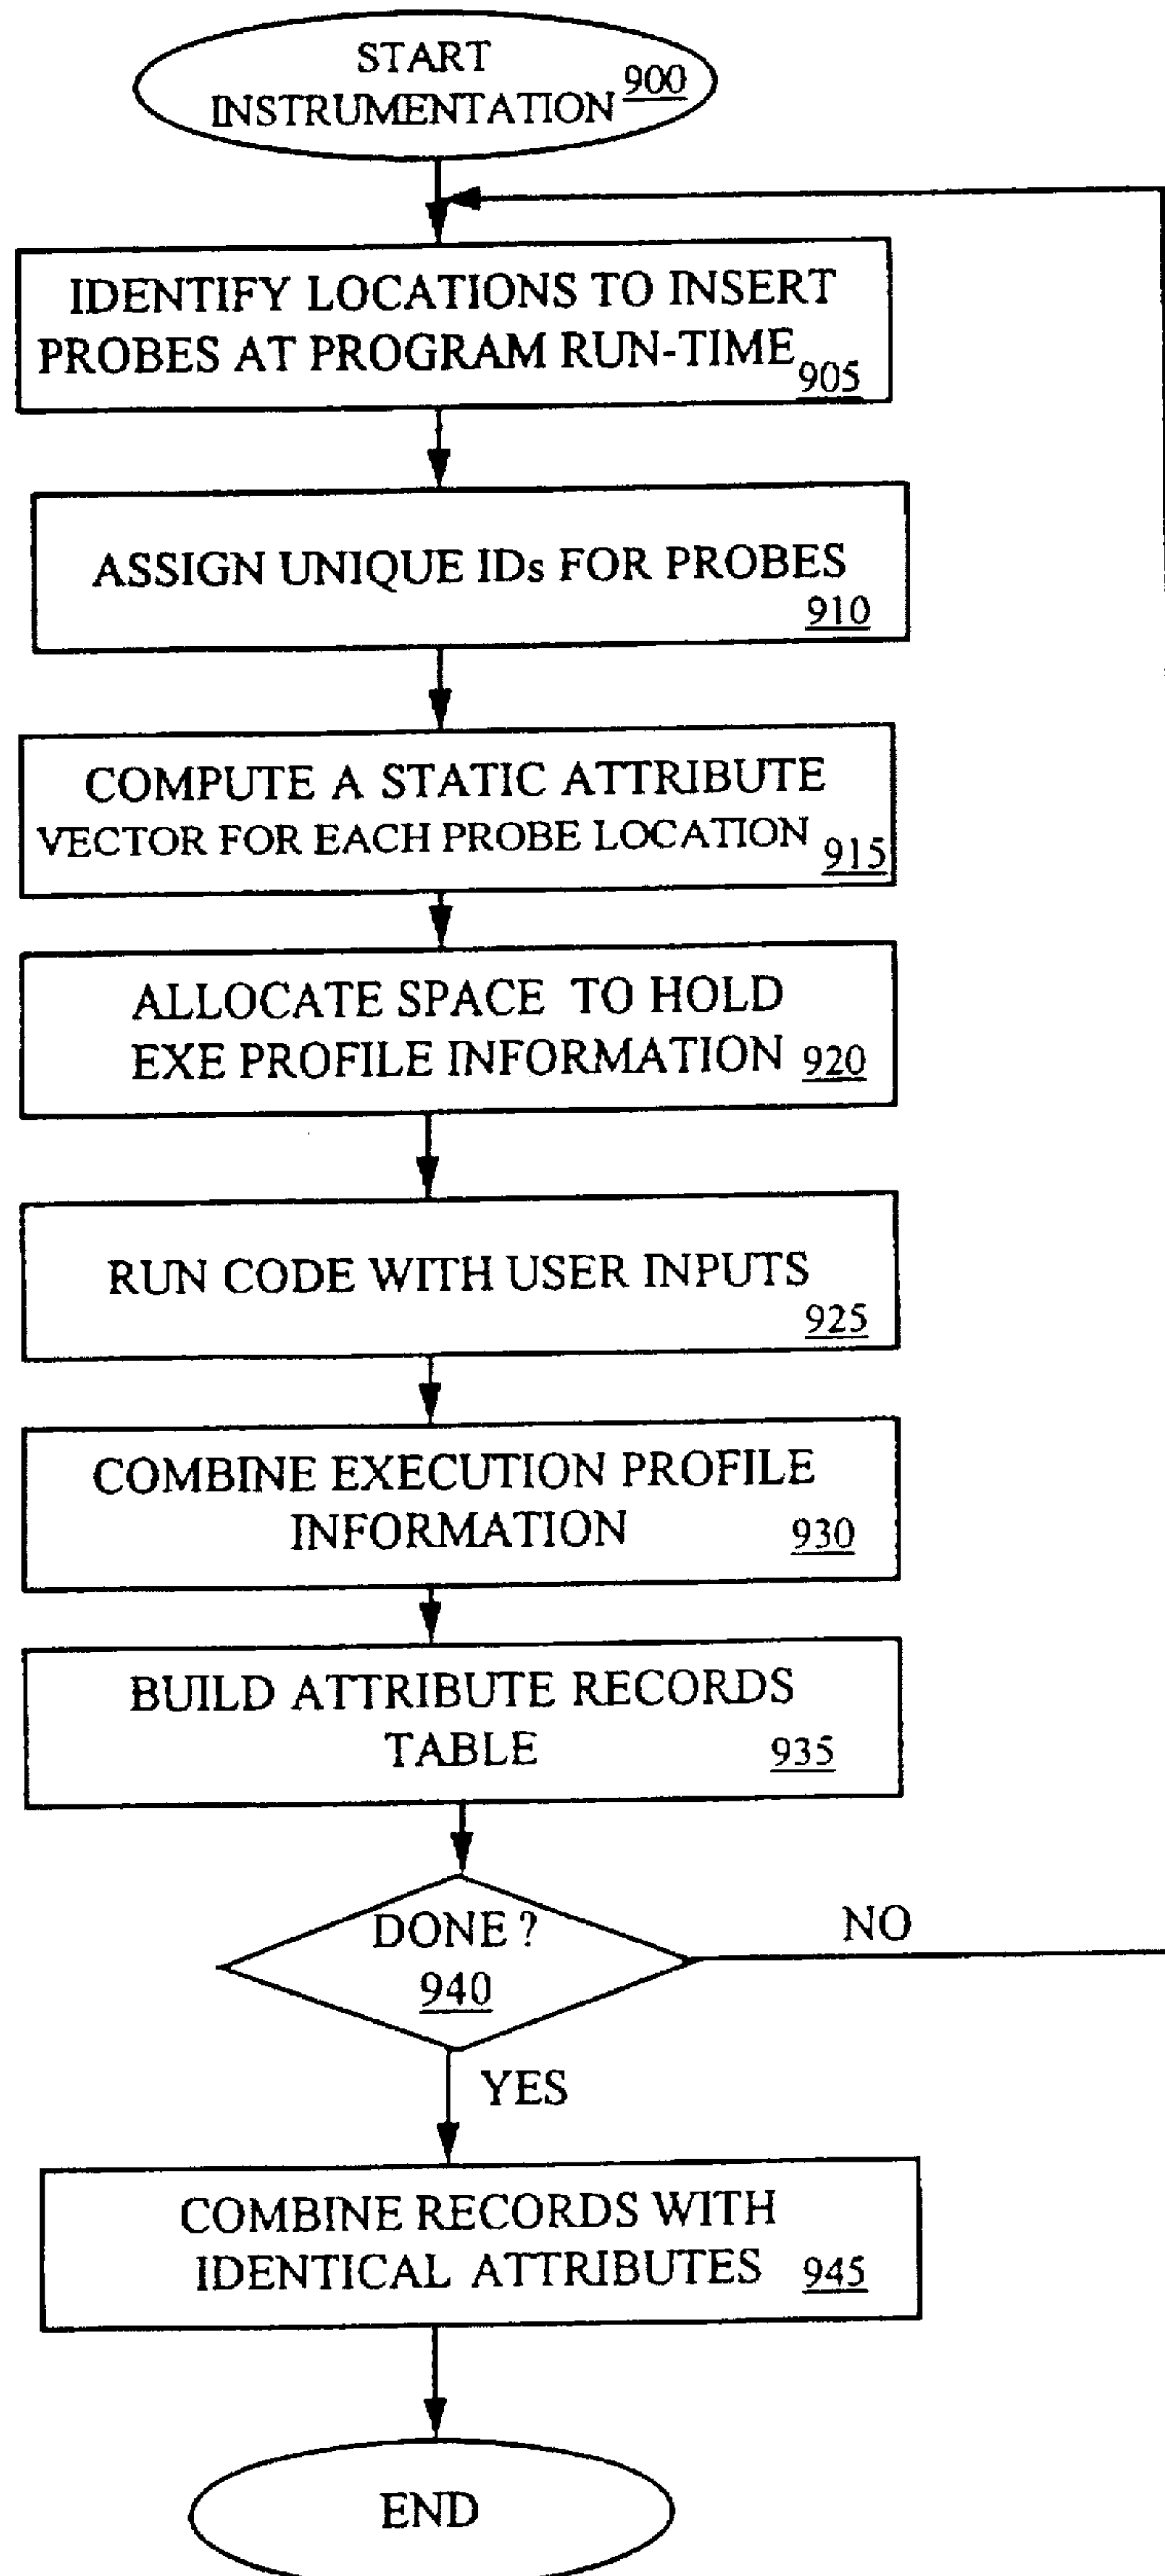 START
INSTRUMENTATION 900
IDENTIFY LOCATIONS TO INSERT
PROBES AT PROGRAM RUN-TIME
905
ASSIGN UNIQUE IDs FOR PROBES
910
COMPUTE A STATIC ATTRIBUTE
VECTOR FOR EACH PROBE LOCATION 915
ALLOCATE SPACE TO HOLD
EXE PROFILE INFORMATION 920
RUN CODE WITH USER INPUTS
925
COMBINE EXECUTION PROFILE
INFORMATION 930
BUILD ATTRIBUTE RECORDS
TABLE 935
DONE ?
940
NO
YES
COMBINE RECORDS WITH
IDENTICAL ATTRIBUTES 945
END